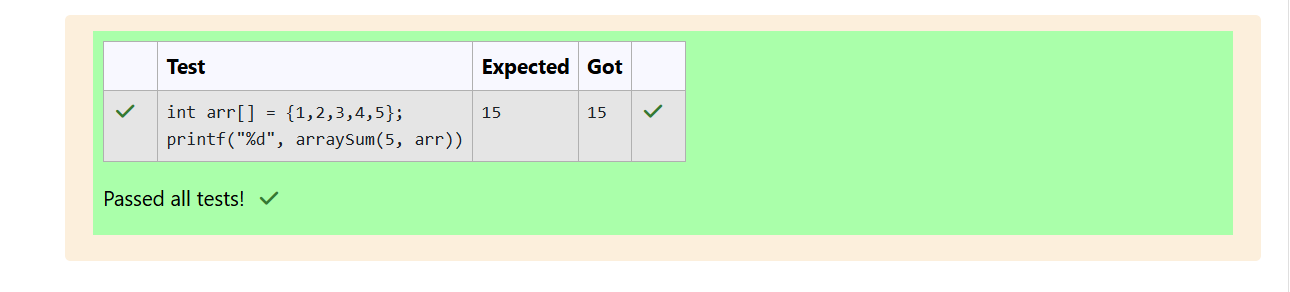 Test Expected Got
int arr[] = {1,2,3,4,5}; 15 15
printf("%d", arraySum(5, arr))
Passed all tests!